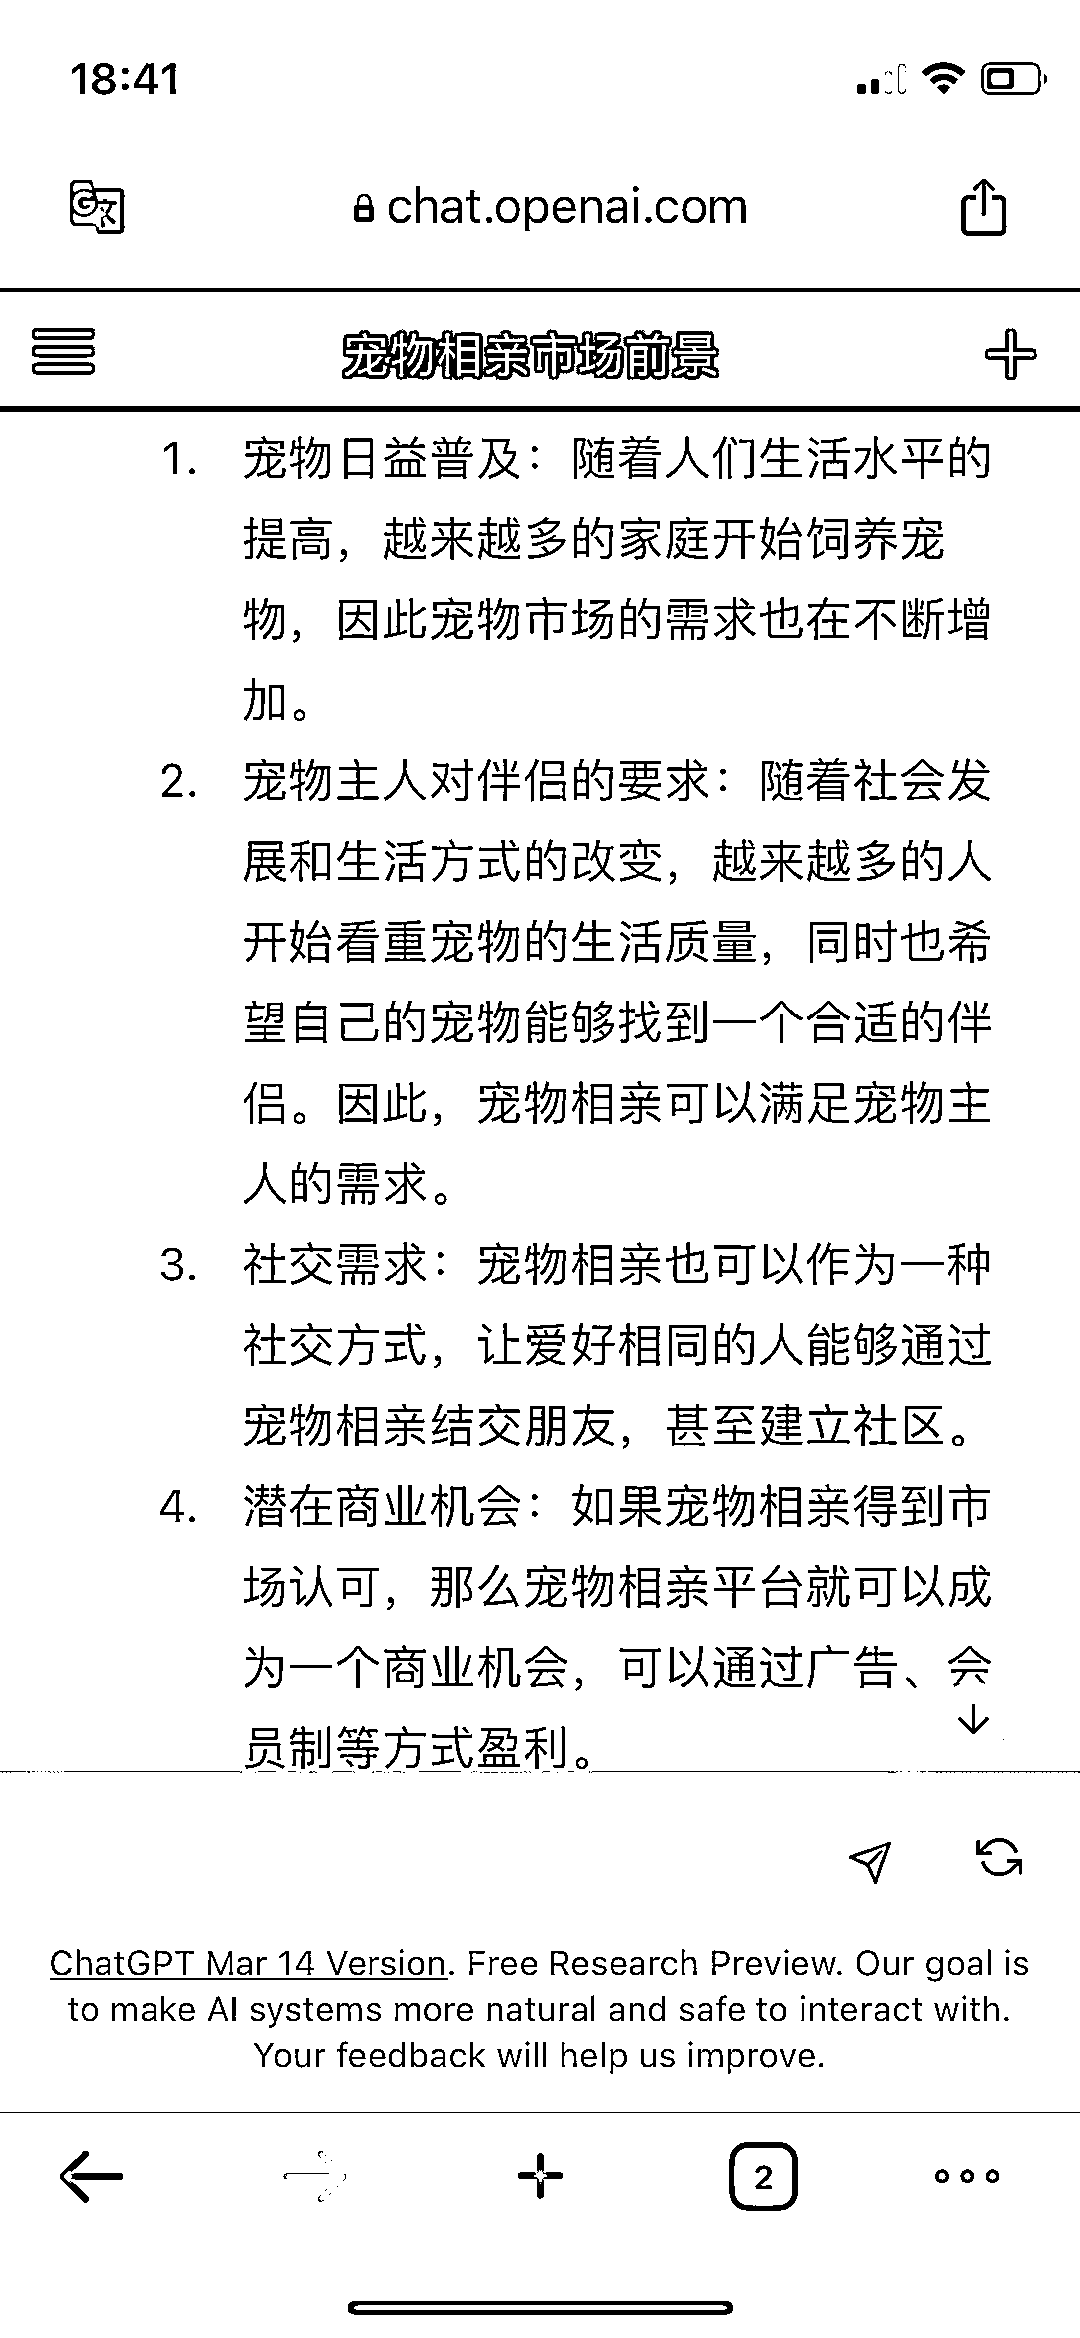 18:41
chat.openai.com
宠物相亲市场前景
1. 宠物日益普及：随着人们生活水平的
提高，越来越多的家庭开始饲养宠
物，因此宠物市场的需求也在不断增
加。
2. 宠物主人对伴侣的要求：随着社会发
展和生活方式的改变，越来越多的人
开始看重宠物的生活质量，同时也希
望自己的宠物能够找到一个合适的伴
侣。因此，宠物相亲可以满足宠物主
人的需求。
3. 社交需求：宠物相亲也可以作为一种
社交方式，让爱好相同的人能够通过
宠物相亲结交朋友，甚至建立社区。
4. 潜在商业机会：如果宠物相亲得到市
场认可，那么宠物相亲平台就可以成
为一个商业机会，可以通过广告、会
员制等方式盈利。
ChatGPT Mar 14 Version. Free Research Preview. Our goal is
to make AI systems more natural and safe to interact with.
Your feedback will help us improve.
2